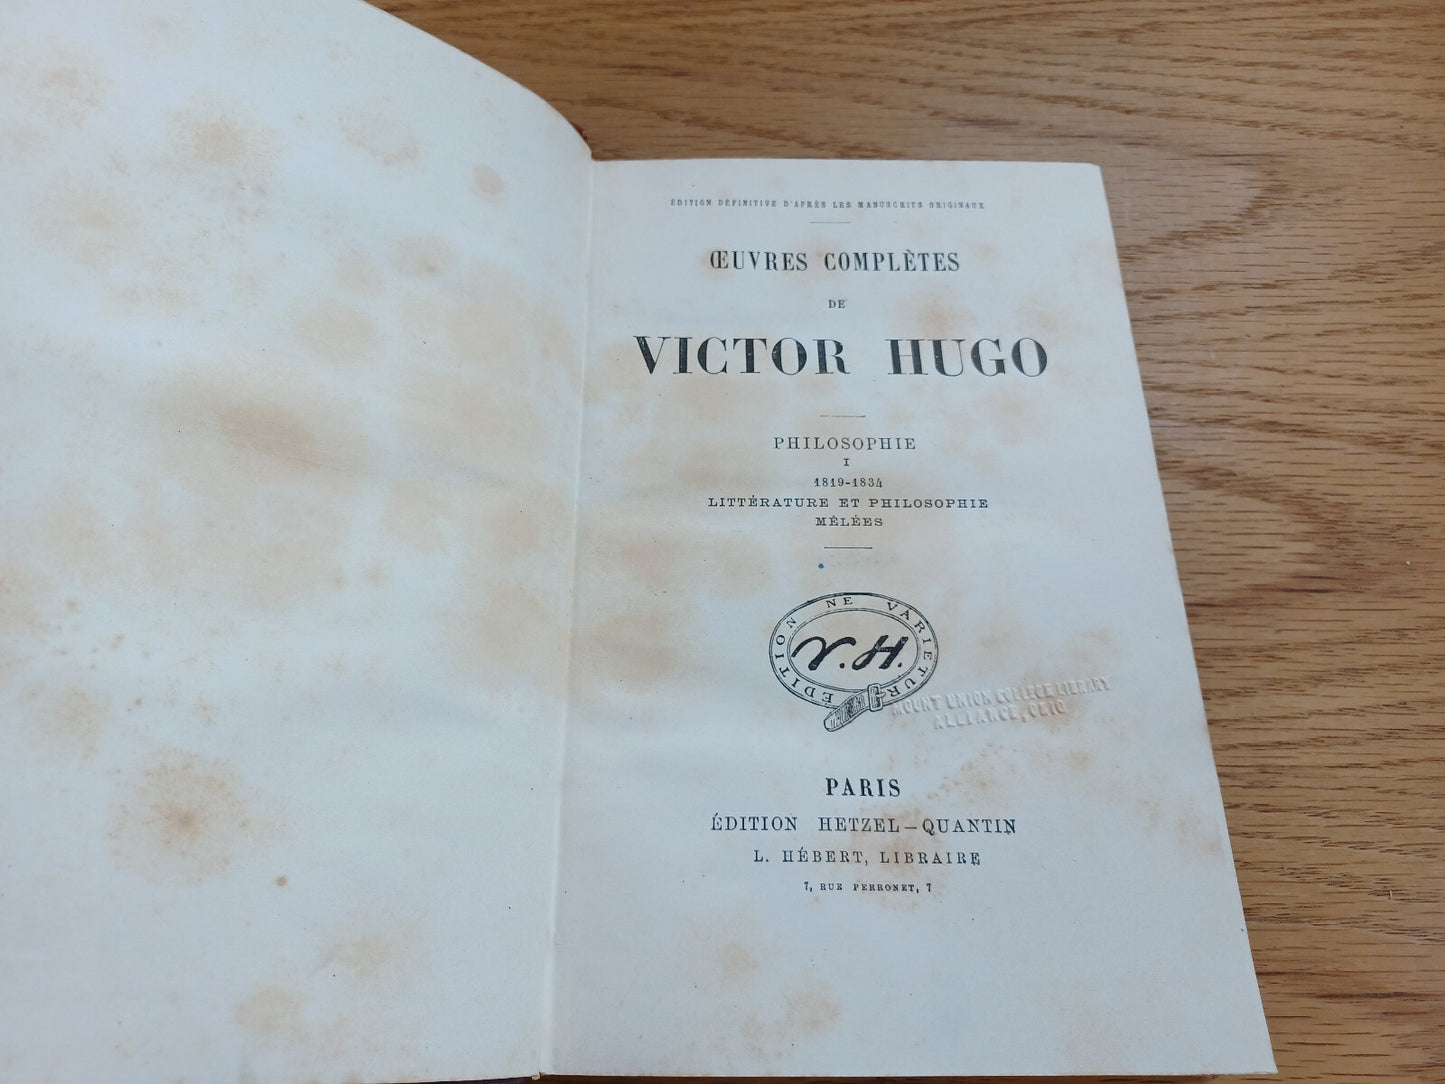 ÉDITION DÉFINITIVE D'APRÈS LES MANUSCRITS ORIGINAUX
ŒUVRES COMPLÈTES
DE
VICTOR HUGO
PHILOSOPHIE
I
1819-1834
LITTÉRATURE ET PHILOSOPHIE
MÊLÉES
ÉDITION NE VARIETUR
V.H.
MOUNT UNION COLLEGE LIBRARY
ALLIANCE, OHIO
PARIS
ÉDITION HETZEL–QUANTIN
L. HÉBERT, LIBRAIRE
7, RUE PERRONET, 7